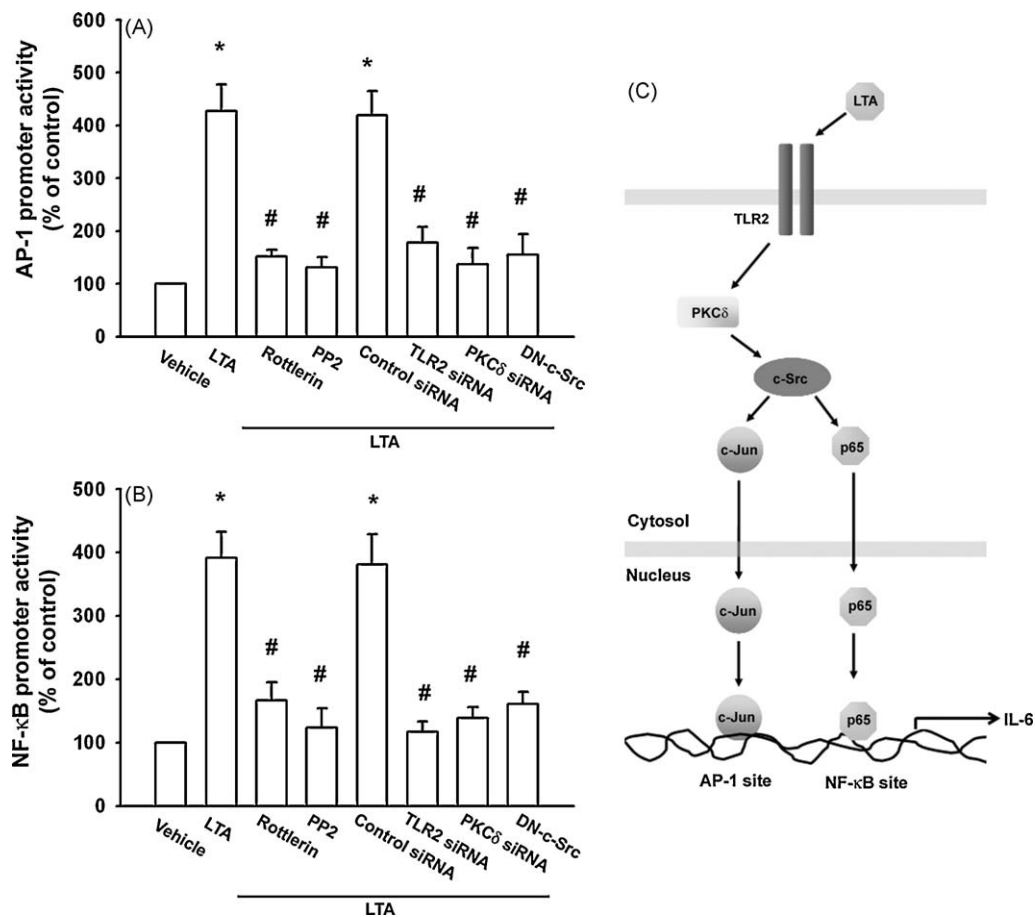 (A)
AP-1 promoter activity
(% of control)
600
500
400
300
200
100
0
*
#
#
*
#
#
#
Vehicle
LTA
Rottlerin
PP2
Control siRNA
TLR2 siRNA
PKCδ siRNA
DN-c-Src
LTA
(B)
NF-κB promoter activity
(% of control)
500
400
300
200
100
0
*
#
#
*
#
#
#
Vehicle
LTA
Rottlerin
PP2
Control siRNA
TLR2 siRNA
PKCδ siRNA
DN-c-Src
LTA
(C)
LTA
TLR2
PKCδ
c-Src
c-Jun
p65
Cytosol
Nucleus
c-Jun
p65
c-Jun
p65
IL-6
AP-1 site
NF-κB site